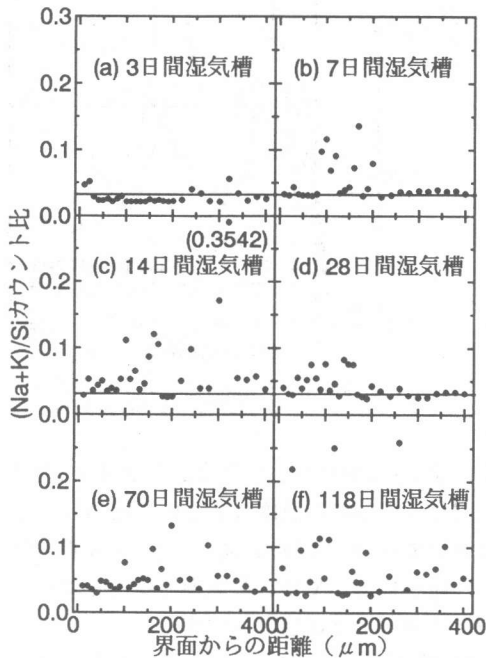 0.3
(a) 3日間湿気槽
(b) 7日間湿気槽
0.2
0.1
0.0
(0.3542)
(c) 14日間湿気槽
(d) 28日間湿気槽
0.2
0.1
0.0
(e) 70日間湿気槽
(f) 118日間湿気槽
0.2
0.1
0.0
0
200
4000
200
400
(Na+K)/Siカウント比
界面からの距離(μm)